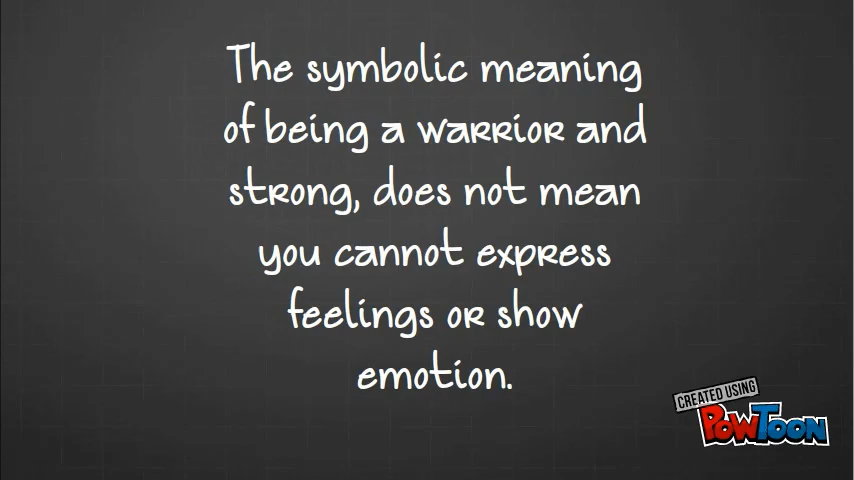 The symbolic meaning
of being a warrior and
strong, does not mean
you cannot express
feelings or show
emotion.
CREATED USING
POWTOON